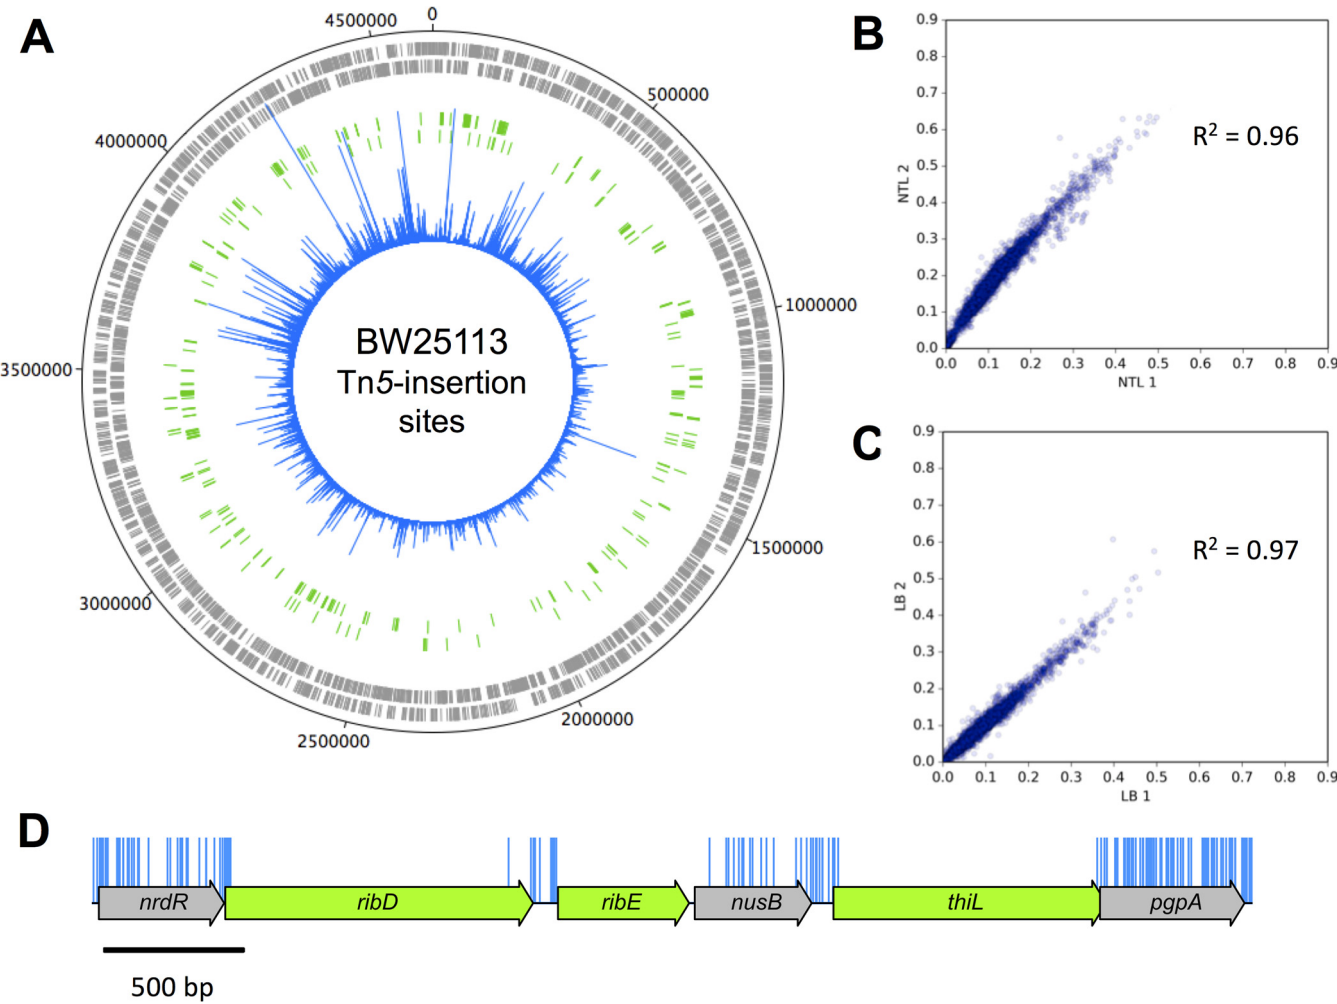 A
0
500000
1000000
1500000
2000000
2500000
3000000
3500000
4000000
4500000
BW25113
Tn5-insertion
sites
B
0.9
0.8
0.7
0.6
0.5
0.4
0.3
0.2
0.1
0.0
NTL 2
R² = 0.96
0.0 0.1 0.2 0.3 0.4 0.5 0.6 0.7 0.8 0.9
NTL 1
C
0.9
0.8
0.7
0.6
0.5
0.4
0.3
0.2
0.1
0.0
LB 2
R² = 0.97
0.0 0.1 0.2 0.3 0.4 0.5 0.6 0.7 0.8 0.9
LB 1
D
nrdR ribD ribE nusB thiL pgpA
500 bp